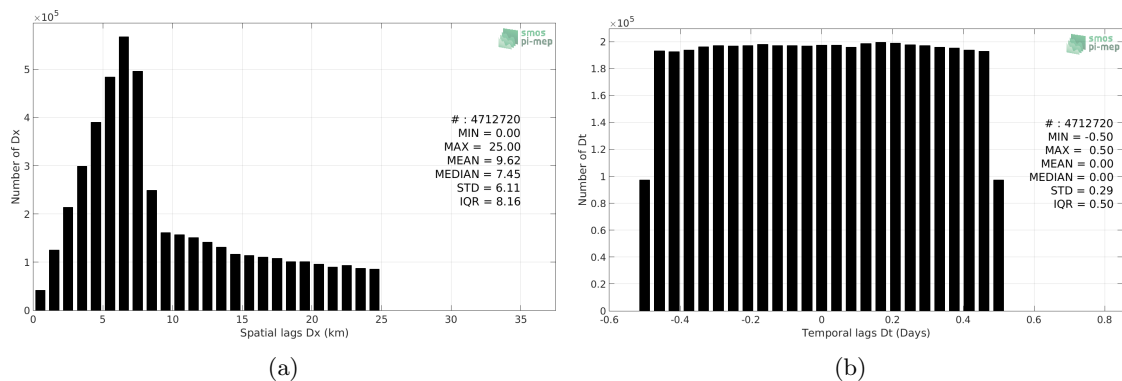 ×10⁵
5
4
3
2
1
0
Number of Dx
smos
pi-mep
# : 4712720
MIN = 0.00
MAX = 25.00
MEAN = 9.62
MEDIAN = 7.45
STD = 6.11
IQR = 8.16
0 5 10 15 20 25 30 35
Spatial lags Dx (km)
(a)
×10⁵
2
1.8
1.6
1.4
1.2
1
0.8
0.6
0.4
0.2
0
Number of Dt
smos
pi-mep
# : 4712720
MIN = -0.50
MAX = 0.50
MEAN = 0.00
MEDIAN = 0.00
STD = 0.29
IQR = 0.50
-0.6 -0.4 -0.2 0 0.2 0.4 0.6 0.8
Temporal lags Dt (Days)
(b)